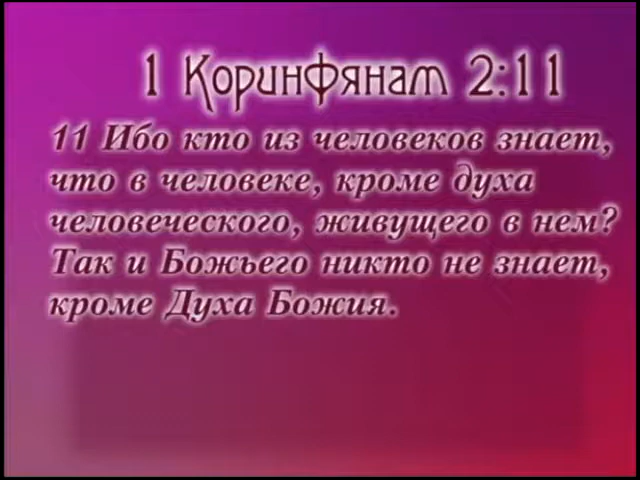 1 Коринфянам 2:11
11 Ибо кто из человеков знает,
что в человеке, кроме духа
человеческого, живущего в нем?
Так и Божьего никто не знает,
кроме Духа Божия.